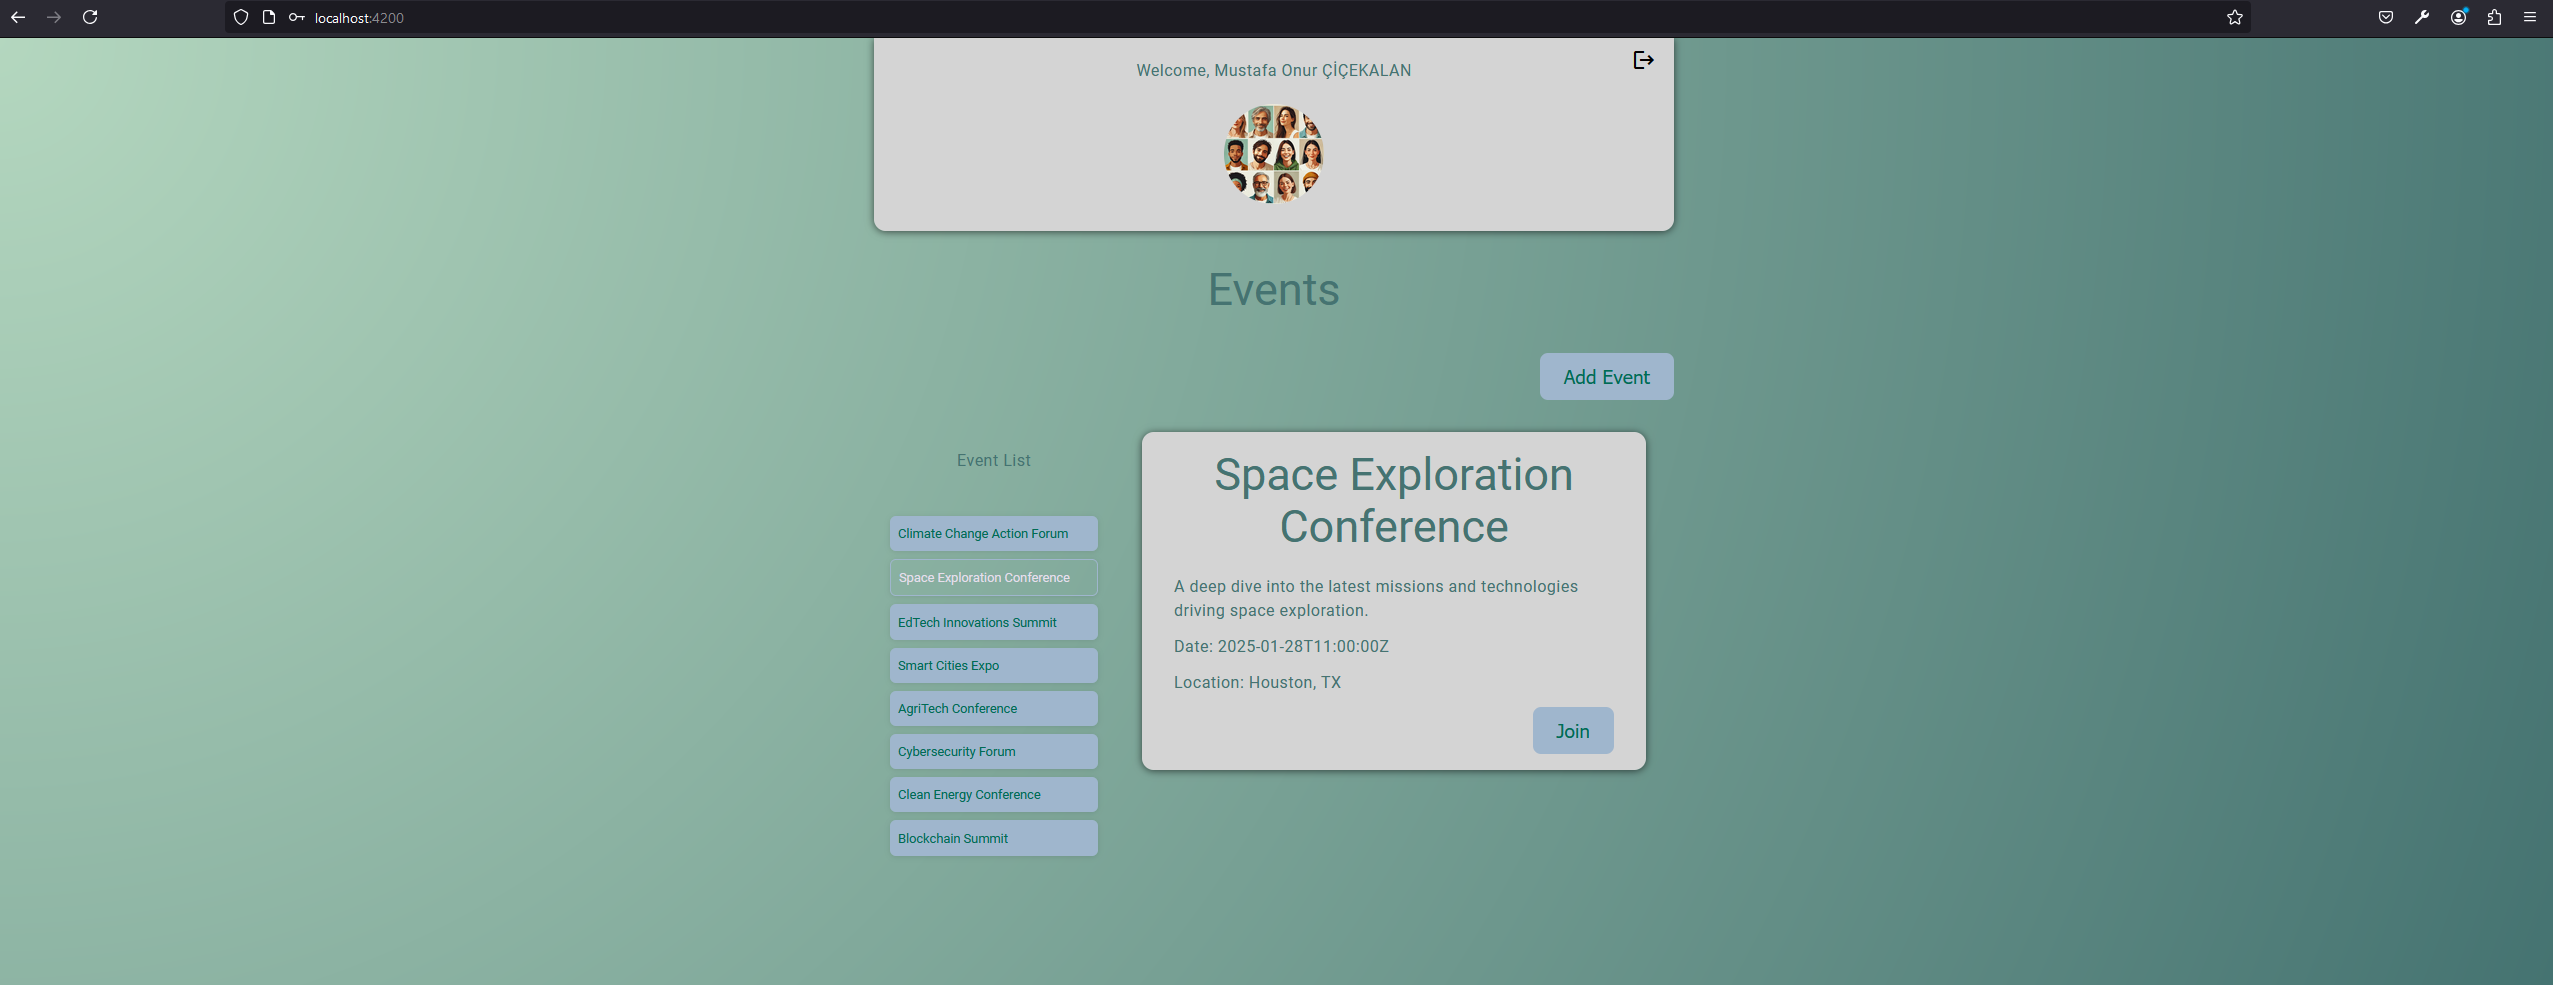 localhost:4200
Welcome, Mustafa Onur ÇİÇEKALAN
Events
Add Event
Event List
Climate Change Action Forum
Space Exploration Conference
EdTech Innovations Summit
Smart Cities Expo
AgriTech Conference
Cybersecurity Forum
Clean Energy Conference
Blockchain Summit
Space Exploration
Conference
A deep dive into the latest missions and technologies
driving space exploration.
Date: 2025-01-28T11:00:00Z
Location: Houston, TX
Join